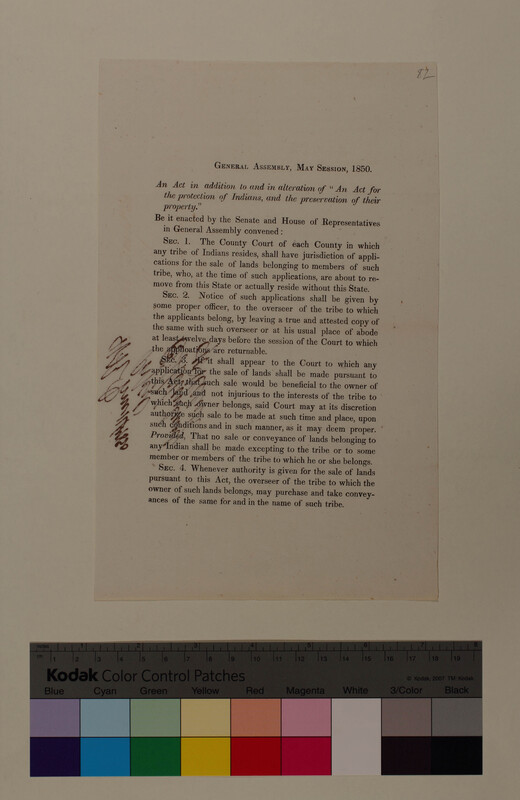 82
GENERAL ASSEMBLY, MAY SESSION, 1850.
An Act in addition to and in alteration of "An Act for
the protection of Indians, and the preservation of their
property."
Be it enacted by the Senate and House of Representatives
in General Assembly convened:
SEC. 1. The County Court of each County in which
any tribe of Indians resides, shall have jurisdiction of appli-
cations for the sale of lands belonging to members of such
tribe, who, at the time of such applications, are about to re-
move from this State or actually reside without this State.
SEC. 2. Notice of such applications shall be given by
some proper officer, to the overseer of the tribe to which
the applicants belong, by leaving a true and attested copy of
the same with such overseer or at his usual place of abode
at least twelve days before the session of the Court to which
the applications are returnable.
SEC. 3. If it shall appear to the Court to which any
application for the sale of lands shall be made pursuant to
this Act, that such sale would be beneficial to the owner of
such land and not injurious to the interests of the tribe to
which such owner belongs, said Court may at its discretion
authorize such sale to be made at such time and place, upon
such conditions and in such manner, as it may deem proper.
Provided, That no sale or conveyance of lands belonging to
any Indian shall be made excepting to the tribe or to some
member or members of the tribe to which he or she belongs.
SEC. 4. Whenever authority is given for the sale of lands
pursuant to this Act, the overseer of the tribe to which the
owner of such lands belongs, may purchase and take convey-
ances of the same for and in the name of such tribe.
Kodak Color Control Patches
© Kodak, 2007 TM: Kodak
Blue Cyan Green Yellow Red Magenta White 3/Color Black